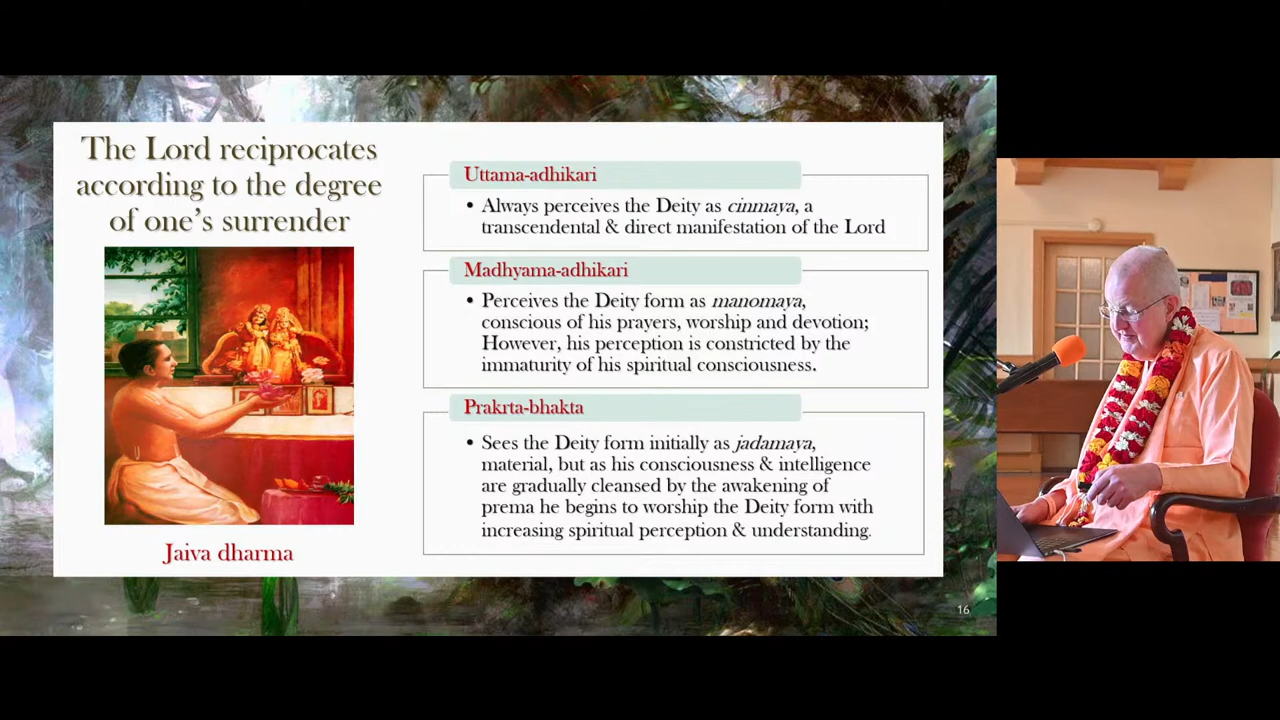 The Lord reciprocates
according to the degree
of one's surrender
Jaiva dharma
Uttama-adhikari
• Always perceives the Deity as cinmaya, a
transcendental & direct manifestation of the Lord
Madhyama-adhikari
• Perceives the Deity form as manomaya,
conscious of his prayers, worship and devotion;
However, his perception is constricted by the
immaturity of his spiritual consciousness.
Prakrta-bhakta
• Sees the Deity form initially as jadamaya,
material, but as his consciousness & intelligence
are gradually cleansed by the awakening of
prema he begins to worship the Deity form with
increasing spiritual perception & understanding.
16